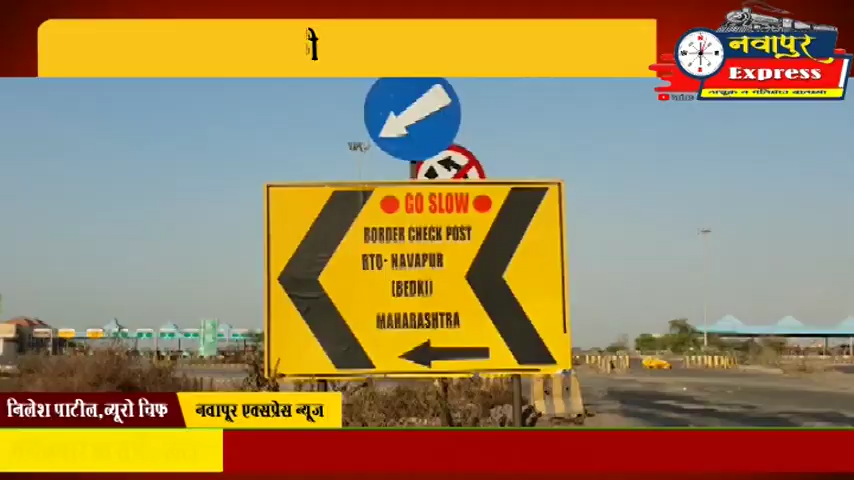 ी
नवापुर
Express
GO SLOW
BORDER CHECK POST
RTO- NAVAPUR
(BEDKI)
MAHARASHTRA
निलेश पाटील,ब्यूरो चिफ
नवापूर एक्सप्रेस न्यूज